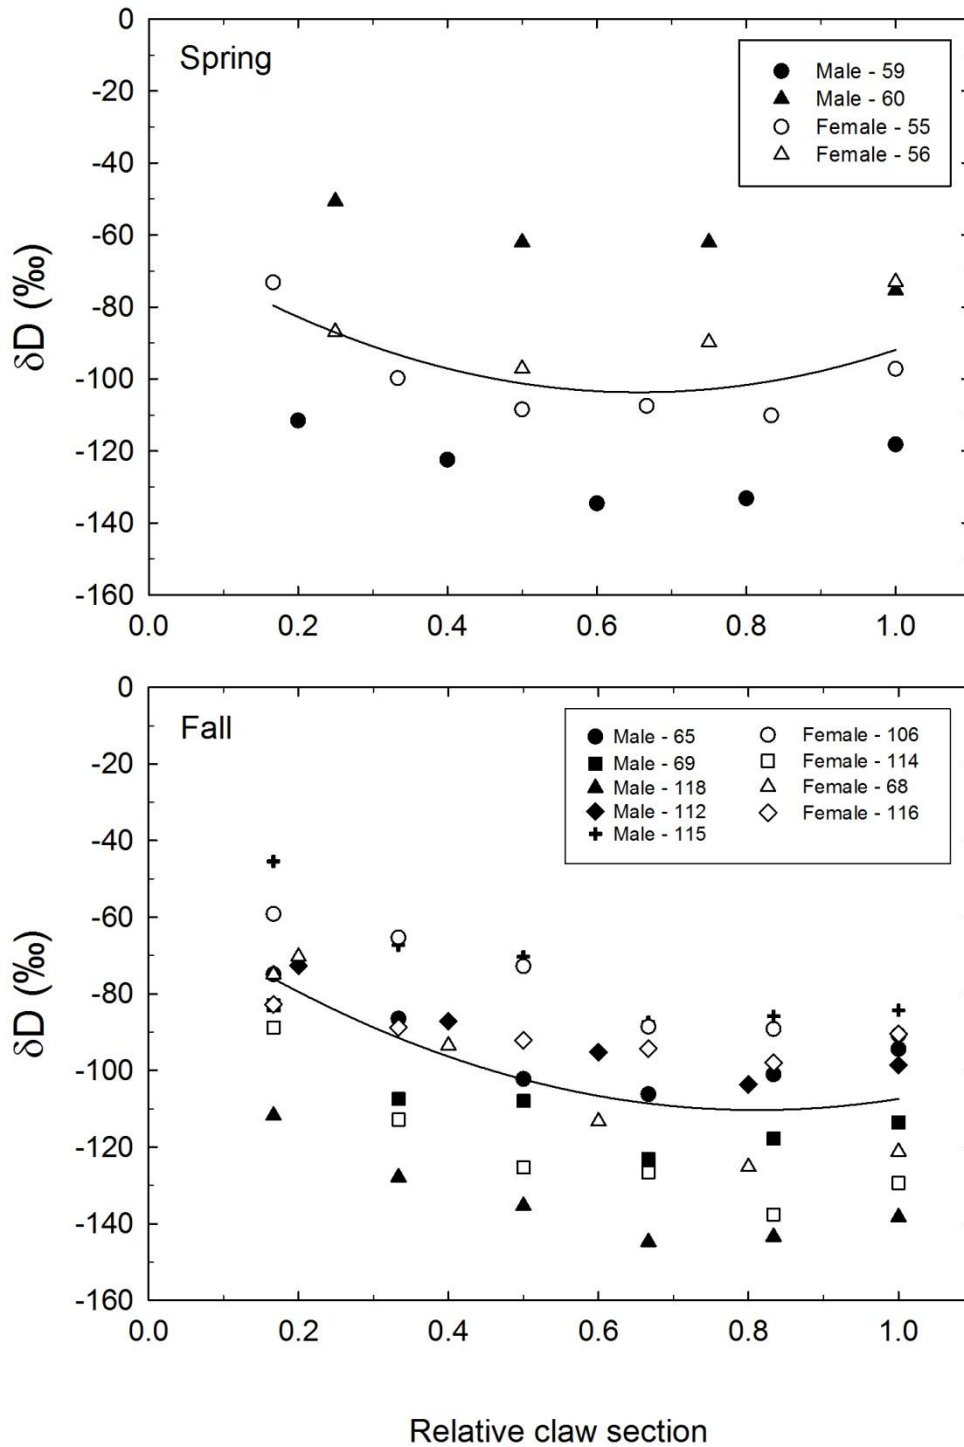 0
-20
-40
-60
-80
-100
-120
-140
-160
δD (‰)
Spring
Male - 59
Male - 60
Female - 55
Female - 56
0.0 0.2 0.4 0.6 0.8 1.0
0
-20
-40
-60
-80
-100
-120
-140
-160
δD (‰)
Fall
Male - 65
Male - 69
Male - 118
Male - 112
Male - 115
Female - 106
Female - 114
Female - 68
Female - 116
0.0 0.2 0.4 0.6 0.8 1.0
Relative claw section